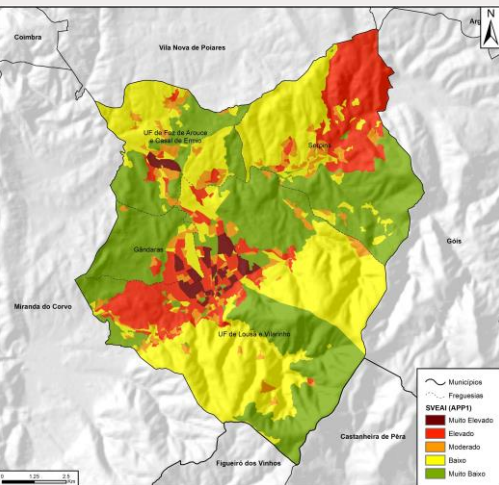 Coimbra
Vila Nova de Poiares
N
UF de Foz de Arouce
e Casal de Ermio
Serpins
Góis
Gândaras
Miranda do Corvo
UF de Lousã e Vilarinho
Castanheira de Pêra
Figueiró dos Vinhos
Municípios
Freguesias
SVEAI (APP1)
Muito Elevado
Elevado
Moderado
Baixo
Muito Baixo
0 1.25 2.5